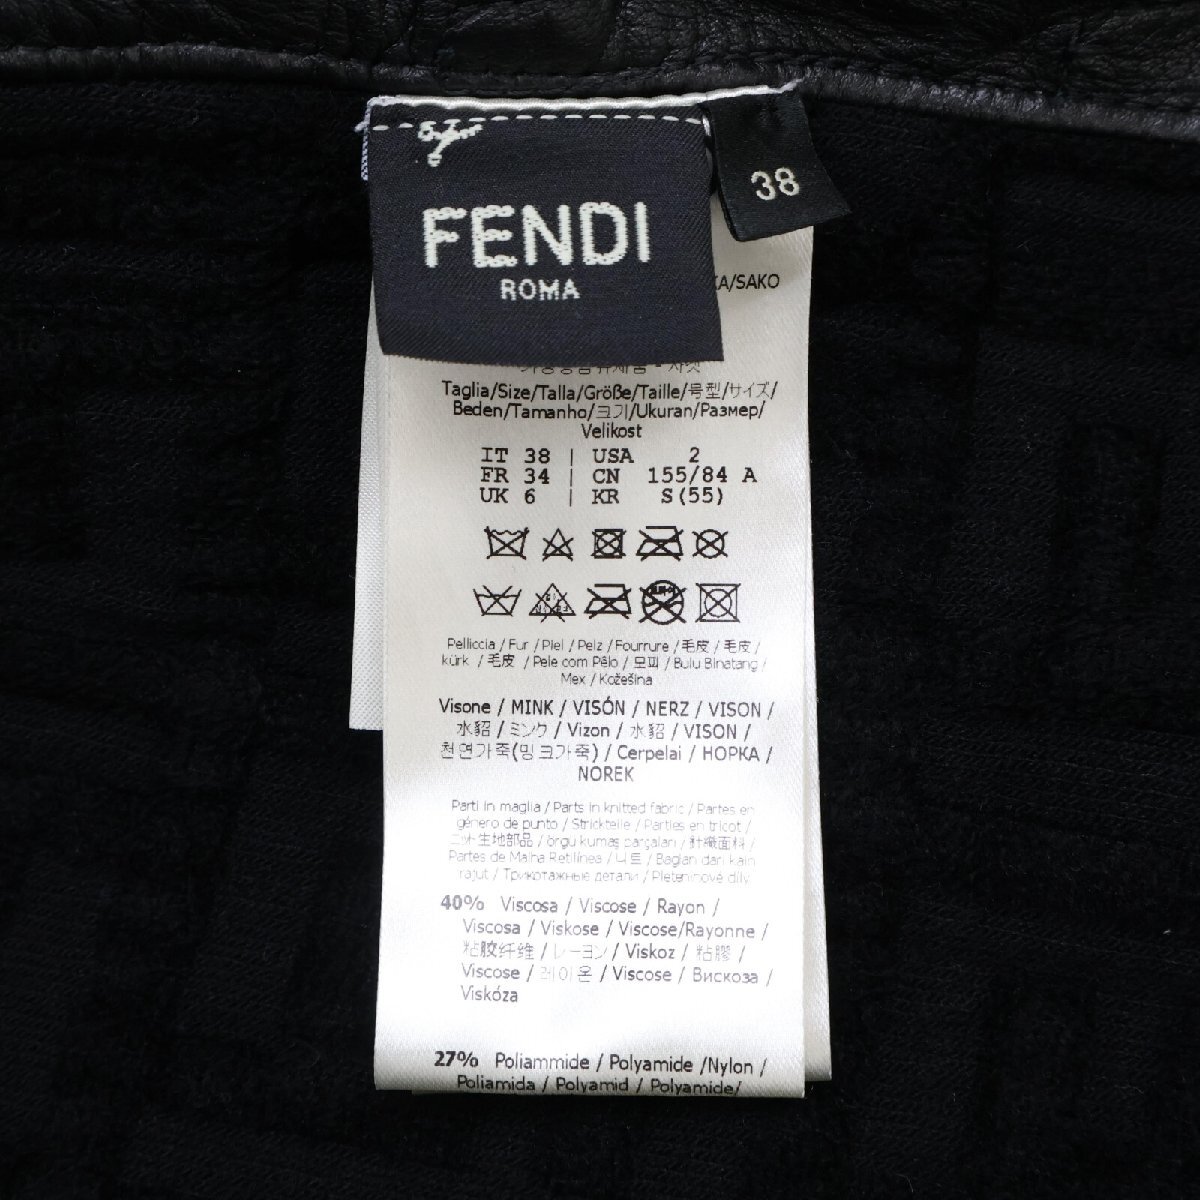 FENDI
ROMA
38
KA/SAKO
Taglia/Size/Talla/Größe/Taille/号型/サイズ/
Beden/Tamanho/크기/Ukuran/Размер/
Velikost
IT 38 | USA 2
FR 34 | CN 155/84 A
UK 6 | KR S(55)
Pelliccia / Fur / Piel / Pelz / Fourrure / 毛皮 / 毛皮 /
kürk / 毛皮 / Pele com Pêlo / 모피 / Bulu Binatang /
Mex / Kožešina
Visone / MINK / VISÓN / NERZ / VISON /
水貂 / ミンク / Vizon / 水貂 / VISON /
천연가죽(밍크가죽) / Cerpelai / НОРКА /
NOREK
Parti in maglia / Parts in knitted fabric / Partes en
género de punto / Strickteile / Parties en tricot /
ニット生地部品 / örgü kumaş parçaları / 針織面料 /
Partes de Malha Retilínea / 니트 / Bagian dari kain
rajut / Трикотажные детали / Pleteninové díly
40% Viscosa / Viscose / Rayon /
Viscosa / Viskose / Viscose/Rayonne /
粘胶纤维 / レーヨン / Viskoz / 粘膠 /
Viscose / 레이온 / Viscose / Вискоза /
Viskóza
27% Poliammide / Polyamide /Nylon /
Poliamida / Polyamid / Polyamide/